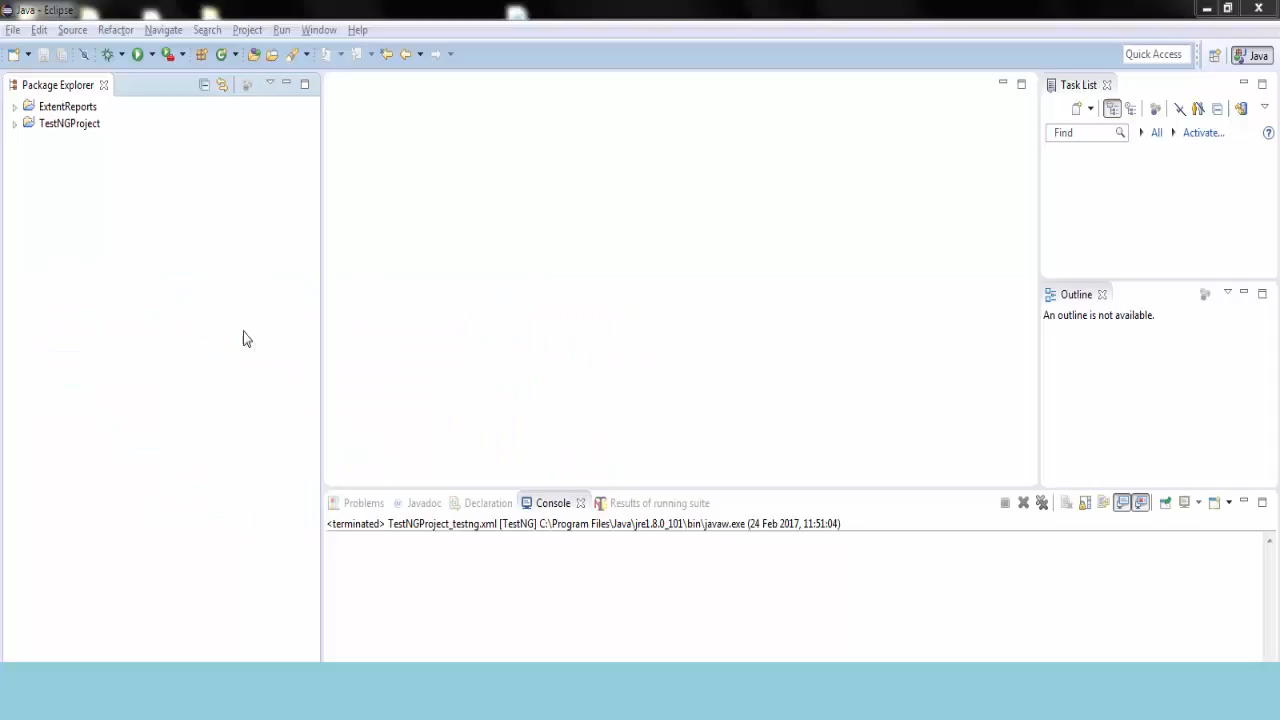 Java - Eclipse
File Edit Source Refactor Navigate Search Project Run Window Help
Quick Access Java
Package Explorer
ExtentReports
TestNGProject
Task List
Find All Activate...
Outline
An outline is not available.
Problems Javadoc Declaration Console Results of running suite
<terminated> TestNGProject_testng.xml [TestNG] C:\Program Files\Java\jre1.8.0_101\bin\javaw.exe (24 Feb 2017, 11:51:04)